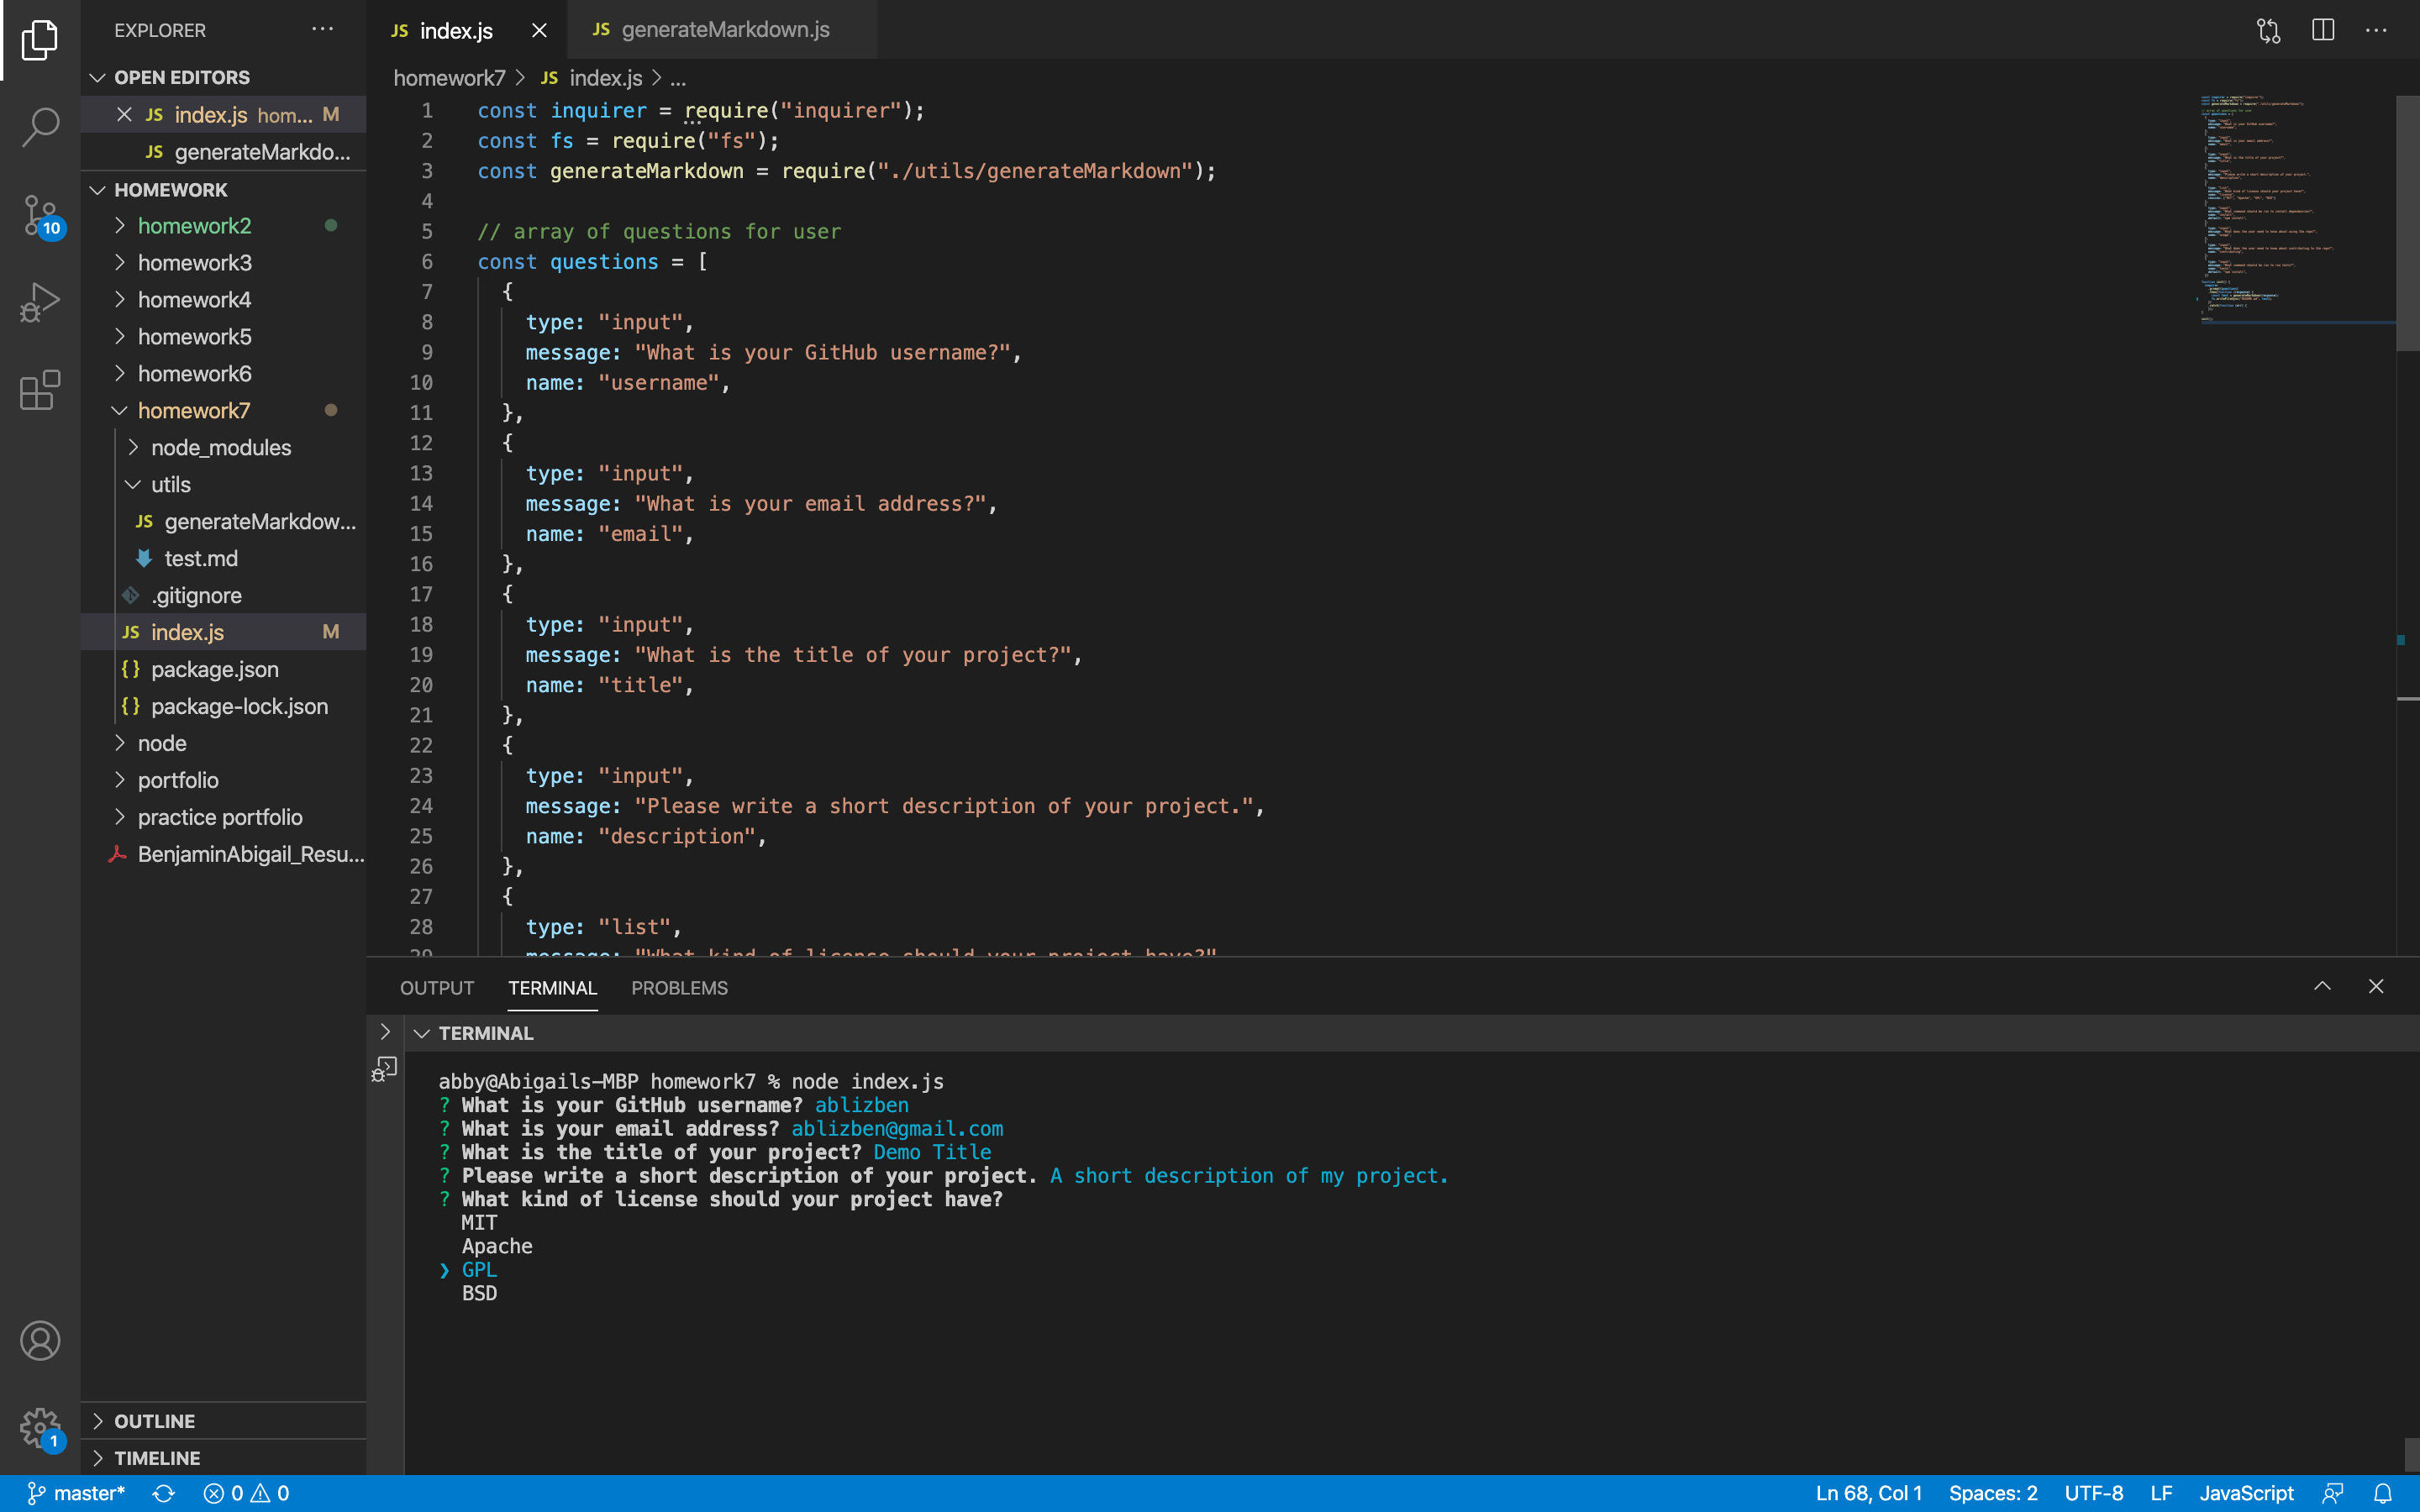 EXPLORER
OPEN EDITORS
JS index.js hom... M
JS generateMarkdo...
HOMEWORK
homework2
homework3
homework4
homework5
homework6
homework7
node_modules
utils
JS generateMarkdow...
test.md
.gitignore
JS index.js M
{} package.json
{} package-lock.json
node
portfolio
practice portfolio
BenjaminAbigail_Resu...
OUTLINE
TIMELINE
10
1
JS index.js
JS generateMarkdown.js
homework7 > JS index.js > ...
1 const inquirer = require("inquirer");
2 const fs = require("fs");
3 const generateMarkdown = require("./utils/generateMarkdown");
4
5 // array of questions for user
6 const questions = [
7 {
8 type: "input",
9 message: "What is your GitHub username?",
10 name: "username",
11 },
12 {
13 type: "input",
14 message: "What is your email address?",
15 name: "email",
16 },
17 {
18 type: "input",
19 message: "What is the title of your project?",
20 name: "title",
21 },
22 {
23 type: "input",
24 message: "Please write a short description of your project.",
25 name: "description",
26 },
27 {
28 type: "list",
29 message: "What kind of license should your project have?"
OUTPUT TERMINAL PROBLEMS
TERMINAL
abby@Abigails-MBP homework7 % node index.js
? What is your GitHub username? ablizben
? What is your email address? ablizben@gmail.com
? What is the title of your project? Demo Title
? Please write a short description of your project. A short description of my project.
? What kind of license should your project have?
MIT
Apache
❯ GPL
BSD
master* 0 0 Ln 68, Col 1 Spaces: 2 UTF-8 LF JavaScript